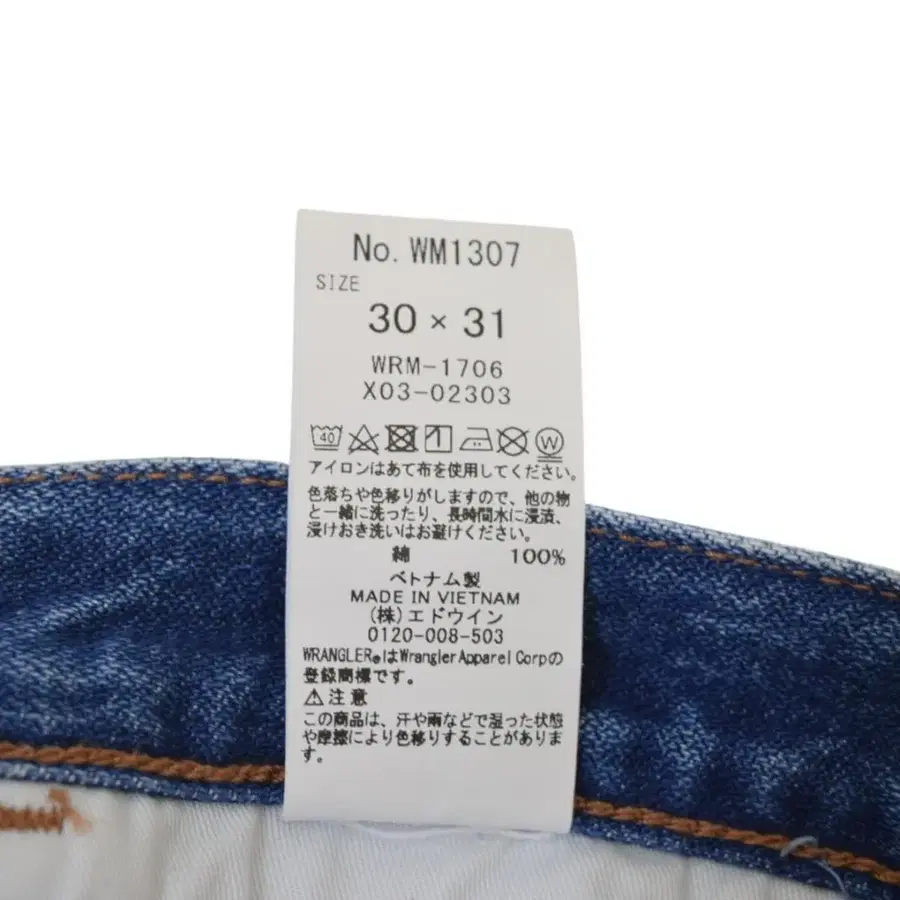 No. WM1307
SIZE
30 × 31
WRM-1706
X03-02303
40 W
アイロンはあて布を使用してください。
色落ちや色移りがしますので、他の物
と一緒に洗ったり、長時間水に浸漬、
浸けおき洗いはお避けください。
綿 100%
ベトナム製
MADE IN VIETNAM
(株)エドウイン
0120-008-503
WRANGLER®はWrangler Apparel Corpの
登録商標です。
⚠注意
この商品は、汗や雨などで湿った状態
や摩擦により色移りすることがありま
す。